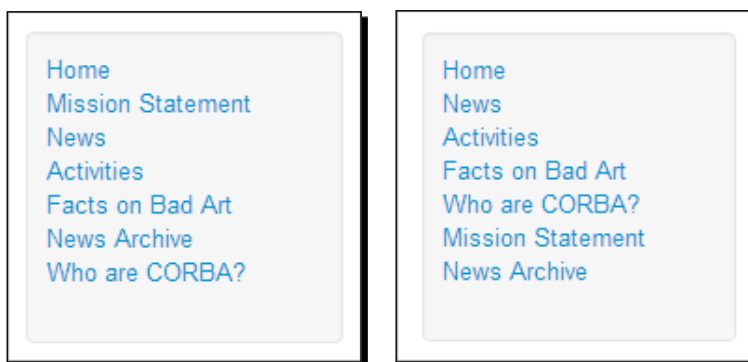 Home
Mission Statement
News
Activities
Facts on Bad Art
News Archive
Who are CORBA?
Home
News
Activities
Facts on Bad Art
Who are CORBA?
Mission Statement
News Archive